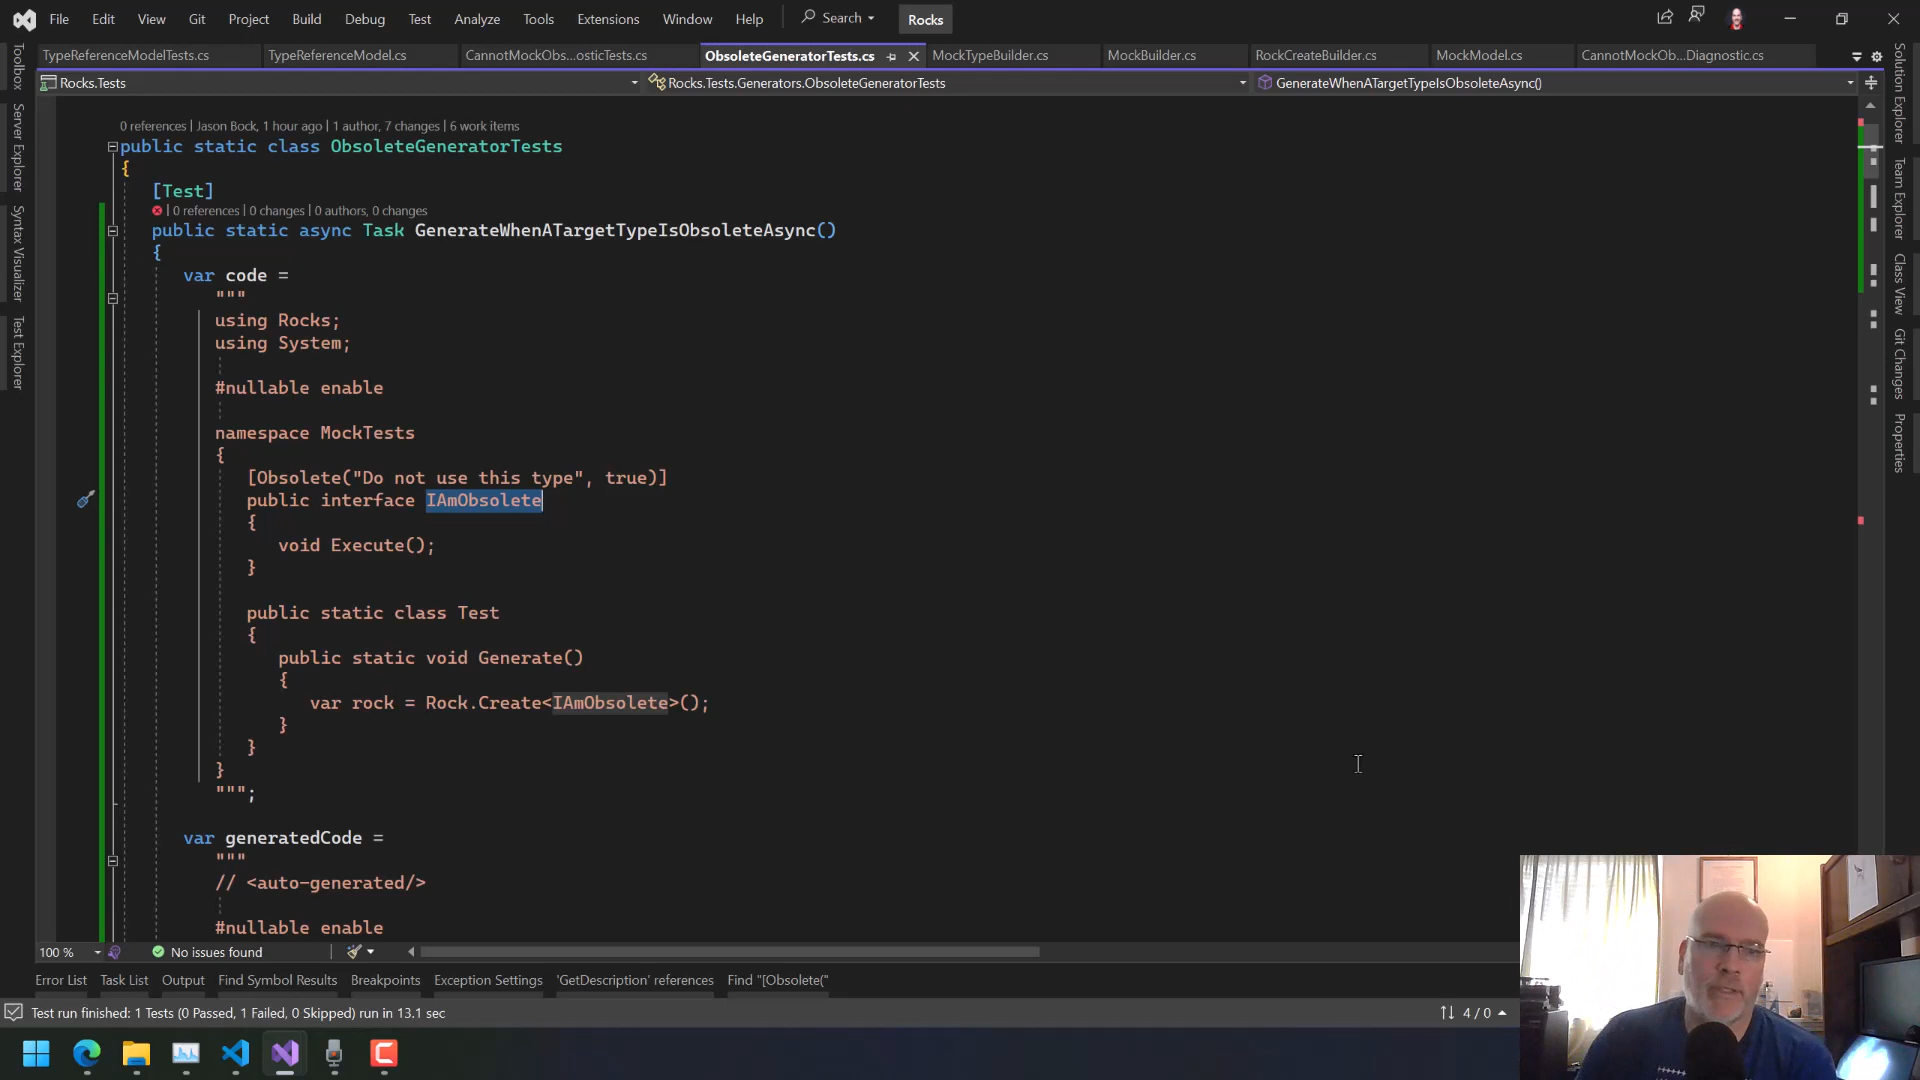 File Edit View Git Project Build Debug Test Analyze Tools Extensions Window Help Search Rocks
TypeReferenceModelTests.cs TypeReferenceModel.cs CannotMockObs...osticTests.cs ObsoleteGeneratorTests.cs MockTypeBuilder.cs MockBuilder.cs RockCreateBuilder.cs MockModel.cs CannotMockOb...Diagnostic.cs
Rocks.Tests Rocks.Tests.Generators.ObsoleteGeneratorTests GenerateWhenATargetTypeIsObsoleteAsync()
Toolbox
Server Explorer
Syntax Visualizer
Test Explorer
0 references | Jason Bock, 1 hour ago | 1 author, 7 changes | 6 work items
public static class ObsoleteGeneratorTests
{
[Test]
0 references | 0 changes | 0 authors, 0 changes
public static async Task GenerateWhenATargetTypeIsObsoleteAsync()
{
var code =
"""
using Rocks;
using System;
#nullable enable
namespace MockTests
{
[Obsolete("Do not use this type", true)]
public interface IAmObsolete
{
void Execute();
}
public static class Test
{
public static void Generate()
{
var rock = Rock.Create<IAmObsolete>();
}
}
}
""";
var generatedCode =
"""
// <auto-generated/>
#nullable enable
Solution Explorer
Team Explorer
Class View
Git Changes
Properties
100 % No issues found
Error List Task List Output Find Symbol Results Breakpoints Exception Settings 'GetDescription' references Find "[Obsolete("
Test run finished: 1 Tests (0 Passed, 1 Failed, 0 Skipped) run in 13.1 sec 4 / 0